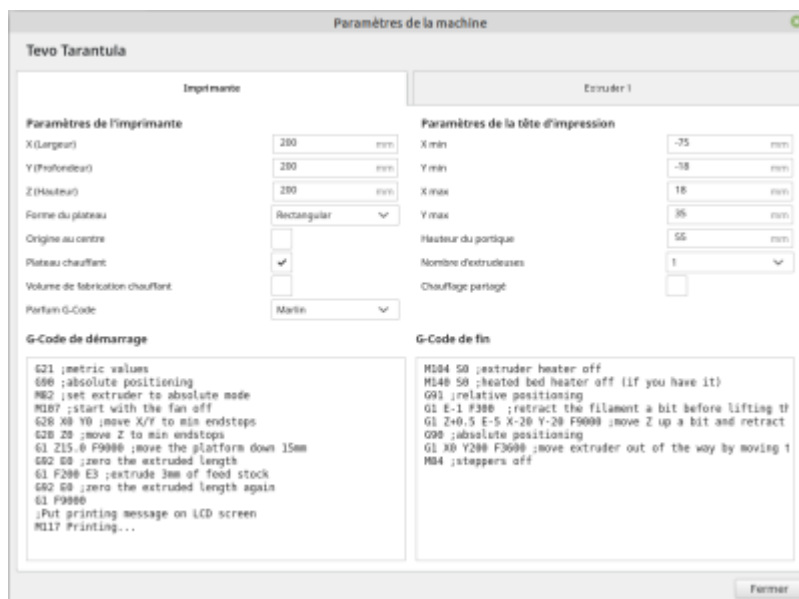 Paramètres de la machine
Tevo Tarantula
Imprimante
Extruder 1
Paramètres de l'imprimante
X (Largeur) 200 mm
Y (Profondeur) 200 mm
Z (Hauteur) 200 mm
Forme du plateau Rectangular
Origine au centre
Plateau chauffant
Volume de fabrication chauffant
Parfum G-Code Marlin
Paramètres de la tête d'impression
X min -75 mm
Y min -18 mm
X max 18 mm
Y max 35 mm
Hauteur du portique 55 mm
Nombre d'extrudeuses 1
Chauffage partagé
G-Code de démarrage
G21 ;metric values
G90 ;absolute positioning
M82 ;set extruder to absolute mode
M107 ;start with the fan off
G28 X0 Y0 ;move X/Y to min endstops
G28 Z0 ;move Z to min endstops
G1 Z15.0 F9000 ;move the platform down 15mm
G92 E0 ;zero the extruded length
G1 F200 E3 ;extrude 3mm of feed stock
G92 E0 ;zero the extruded length again
G1 F9000
;Put printing message on LCD screen
M117 Printing...
G-Code de fin
M104 S0 ;extruder heater off
M140 S0 ;heated bed heater off (if you have it)
G91 ;relative positioning
G1 E-1 F300 ;retract the filament a bit before lifting th
G1 Z+0.5 E-5 X-20 Y-20 F9000 ;move Z up a bit and retract
G90 ;absolute positioning
G1 X0 Y200 F3600 ;move extruder out of the way by moving t
M84 ;steppers off
Fermer